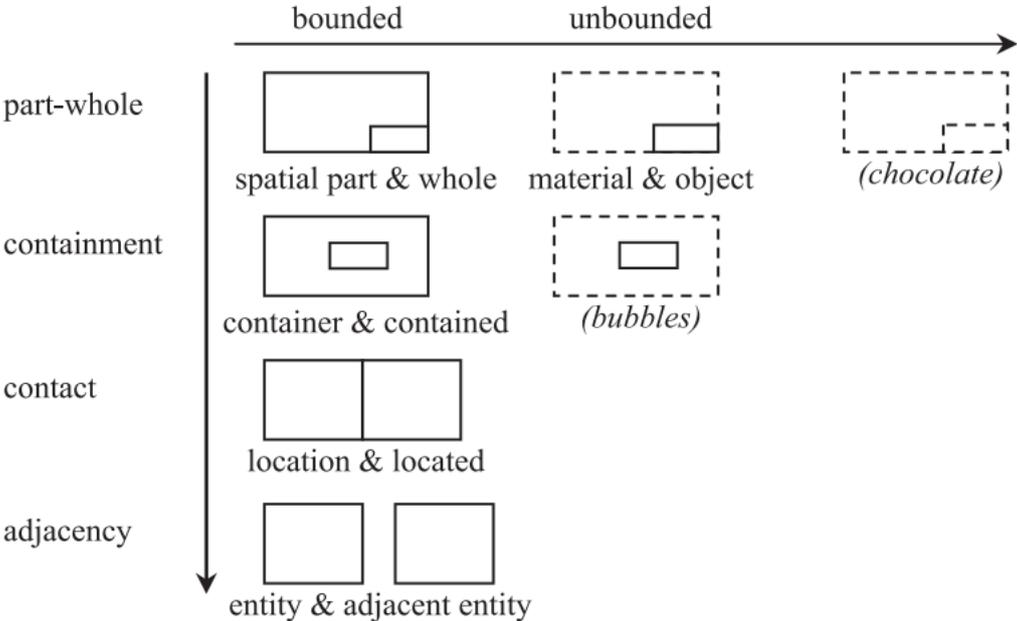 bounded unbounded
part-whole
spatial part & whole material & object (chocolate)
containment
container & contained (bubbles)
contact
location & located
adjacency
entity & adjacent entity